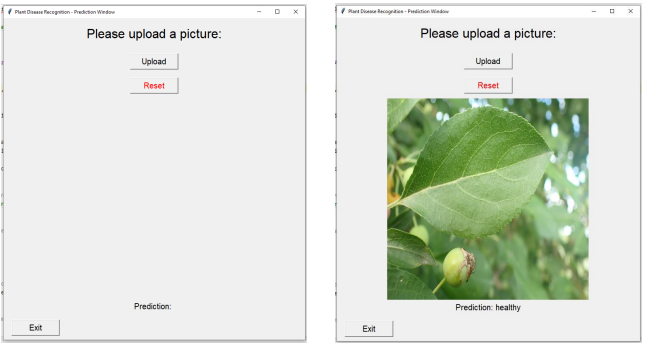 Plant Disease Recognition - Prediction Window
Please upload a picture:
Upload
Reset
Prediction:
Exit
Plant Disease Recognition - Prediction Window
Please upload a picture:
Upload
Reset
Prediction: healthy
Exit